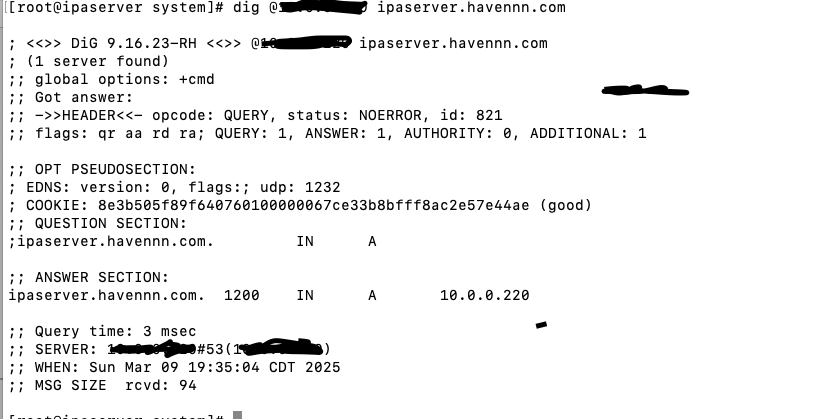 [[root@ipaserver system]# dig @ ipaserver.havennn.com
; <<>> DiG 9.16.23-RH <<>> @ ipaserver.havennn.com
; (1 server found)
;; global options: +cmd
;; Got answer:
;; ->>HEADER<<- opcode: QUERY, status: NOERROR, id: 821
;; flags: qr aa rd ra; QUERY: 1, ANSWER: 1, AUTHORITY: 0, ADDITIONAL: 1
;; OPT PSEUDOSECTION:
; EDNS: version: 0, flags:; udp: 1232
; COOKIE: 8e3b505f89f640760100000067ce33b8bfff8ac2e57e44ae (good)
;; QUESTION SECTION:
;ipaserver.havennn.com. IN A
;; ANSWER SECTION:
ipaserver.havennn.com. 1200 IN A 10.0.0.220
;; Query time: 3 msec
;; SERVER: #53()
;; WHEN: Sun Mar 09 19:35:04 CDT 2025
;; MSG SIZE rcvd: 94
[root@ipaserver system]#